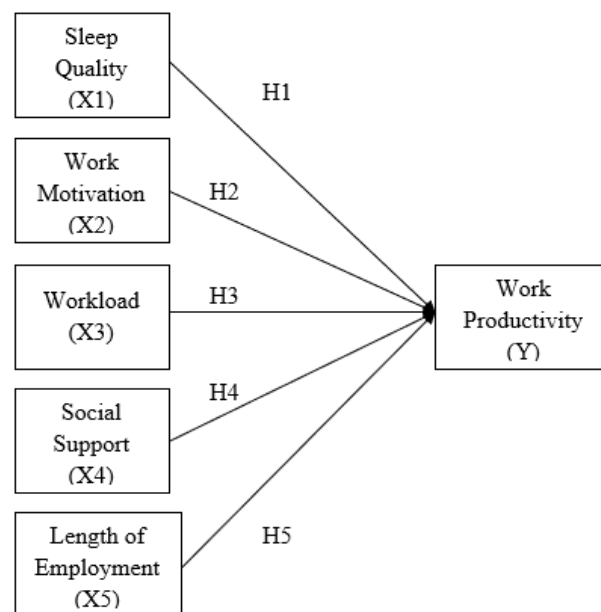 Sleep
Quality
(X1)
H1
Work
Motivation
(X2)
H2
Workload
(X3)
H3
Work
Productivity
(Y)
Social
Support
(X4)
H4
Length of
Employment
(X5)
H5